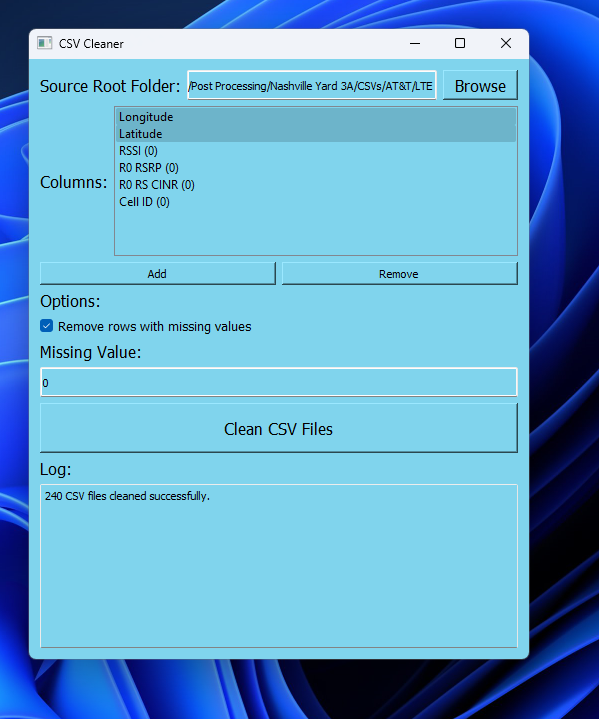 CSV Cleaner
Source Root Folder: /Post Processing/Nashville Yard 3A/CSVs/AT&T/LTE Browse
Columns:
Longitude
Latitude
RSSI (0)
R0 RSRP (0)
R0 RS CINR (0)
Cell ID (0)
Add Remove
Options:
Remove rows with missing values
Missing Value:
0
Clean CSV Files
Log:
240 CSV files cleaned successfully.